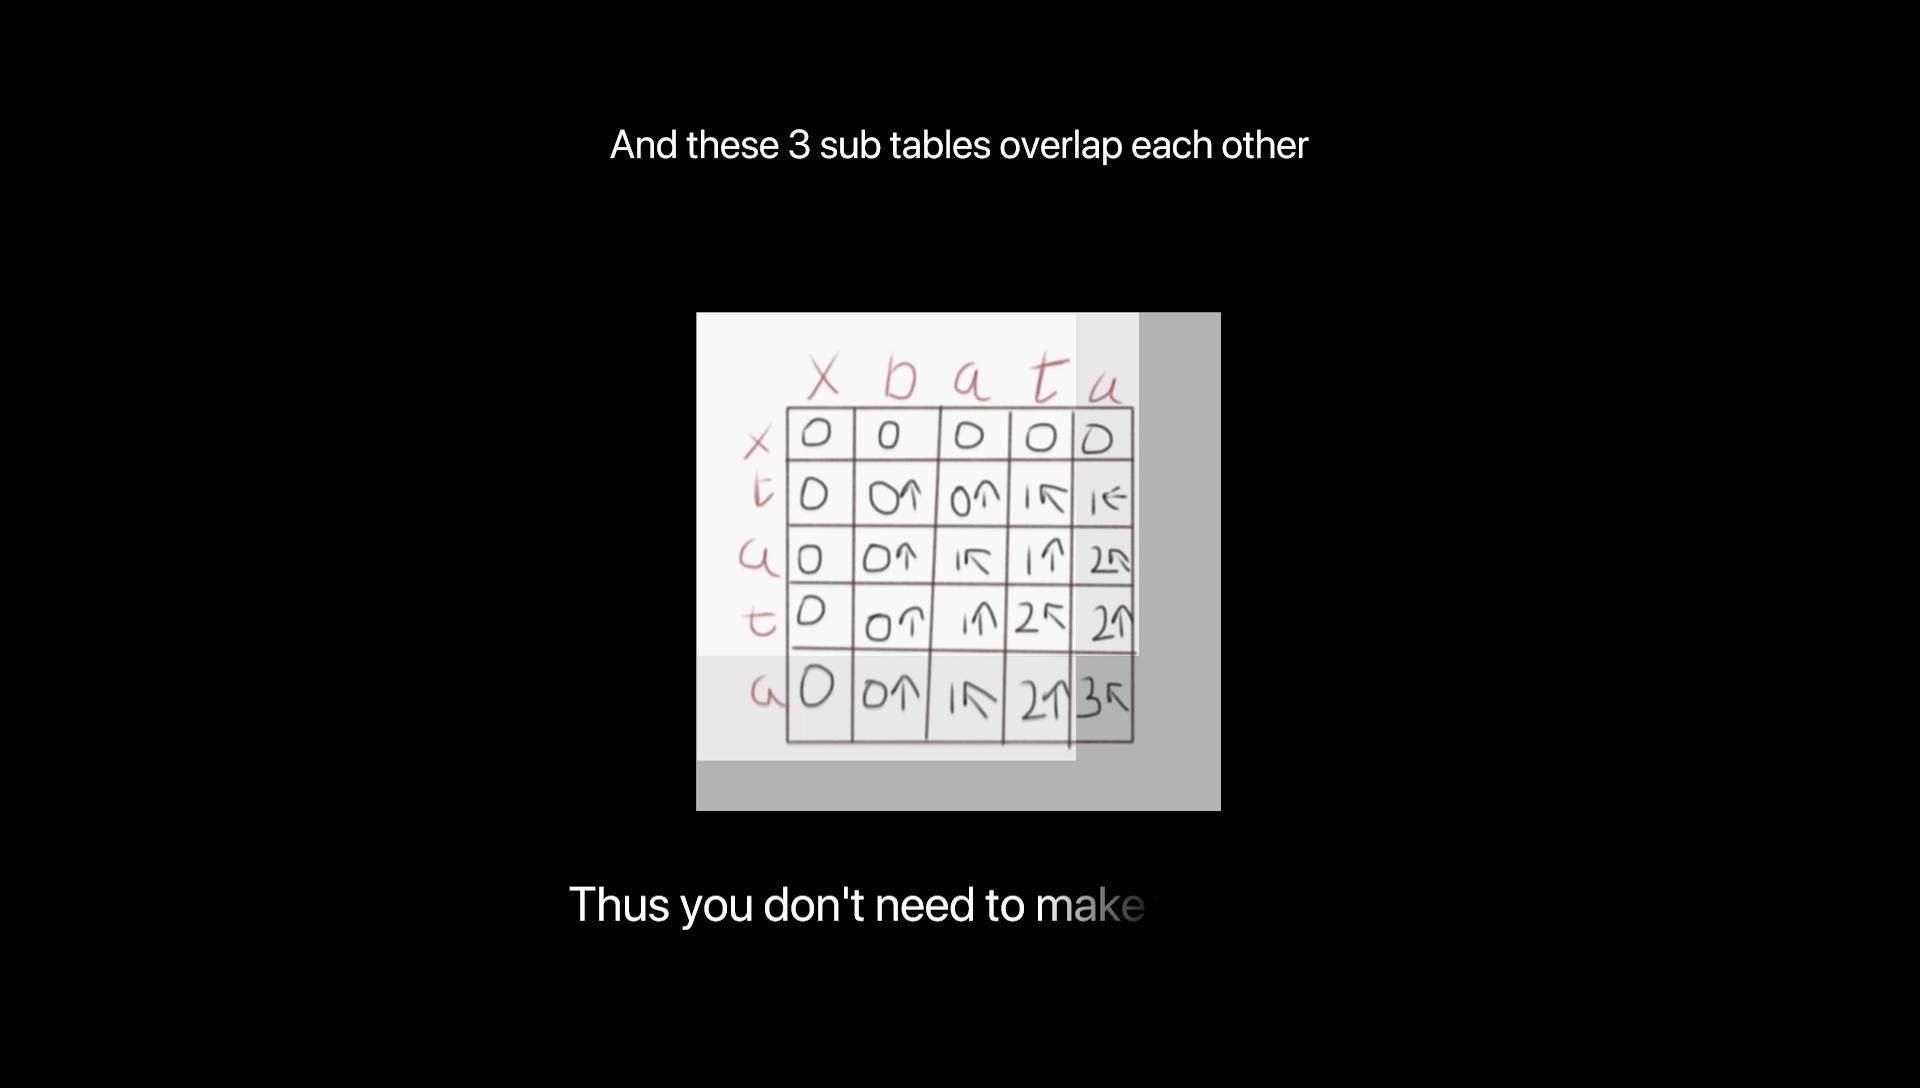 And these 3 sub tables overlap each other
x b a t a
x 0 0 0 0 0
t 0 0↑ 0↑ 1↖ 1←
a 0 0↑ 1↖ 1↑ 2↖
t 0 0↑ 1↑ 2↖ 2↑
a 0 0↑ 1↖ 2↑ 3↖
Thus you don't need to make